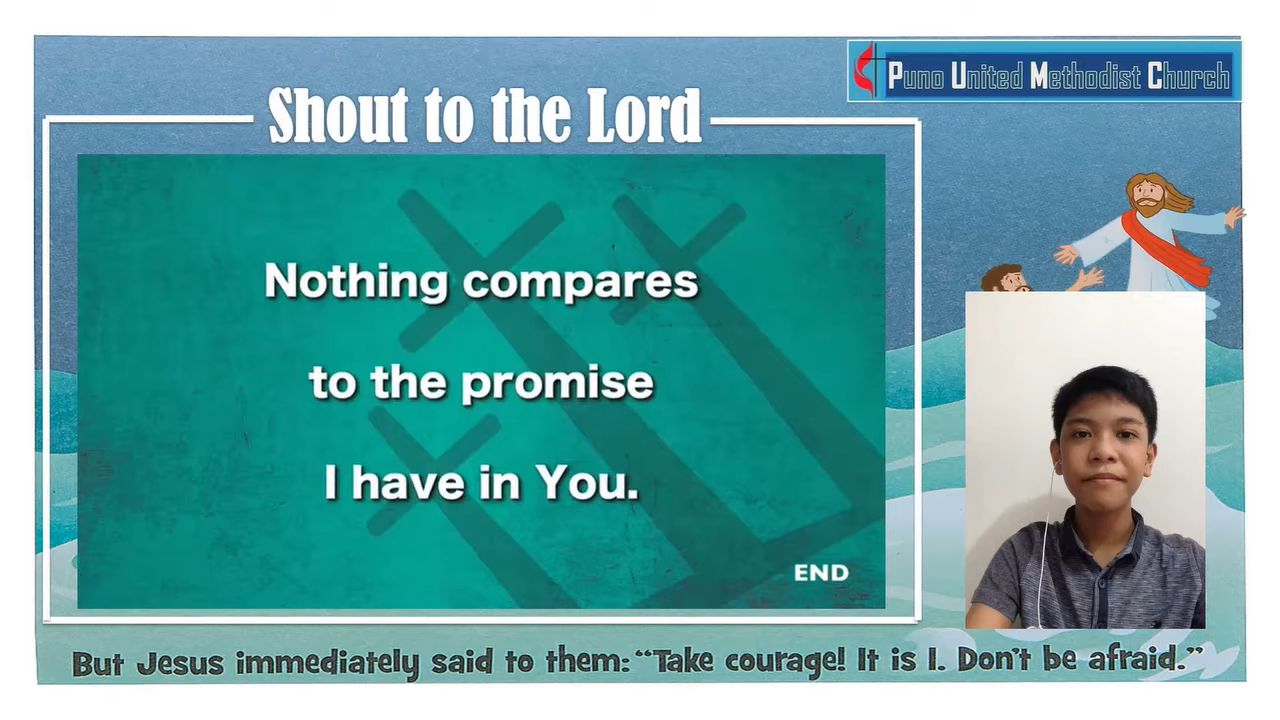 Puno United Methodist Church
Shout to the Lord
Nothing compares
to the promise
I have in You.
END
But Jesus immediately said to them: “Take courage! It is I. Don’t be afraid.”